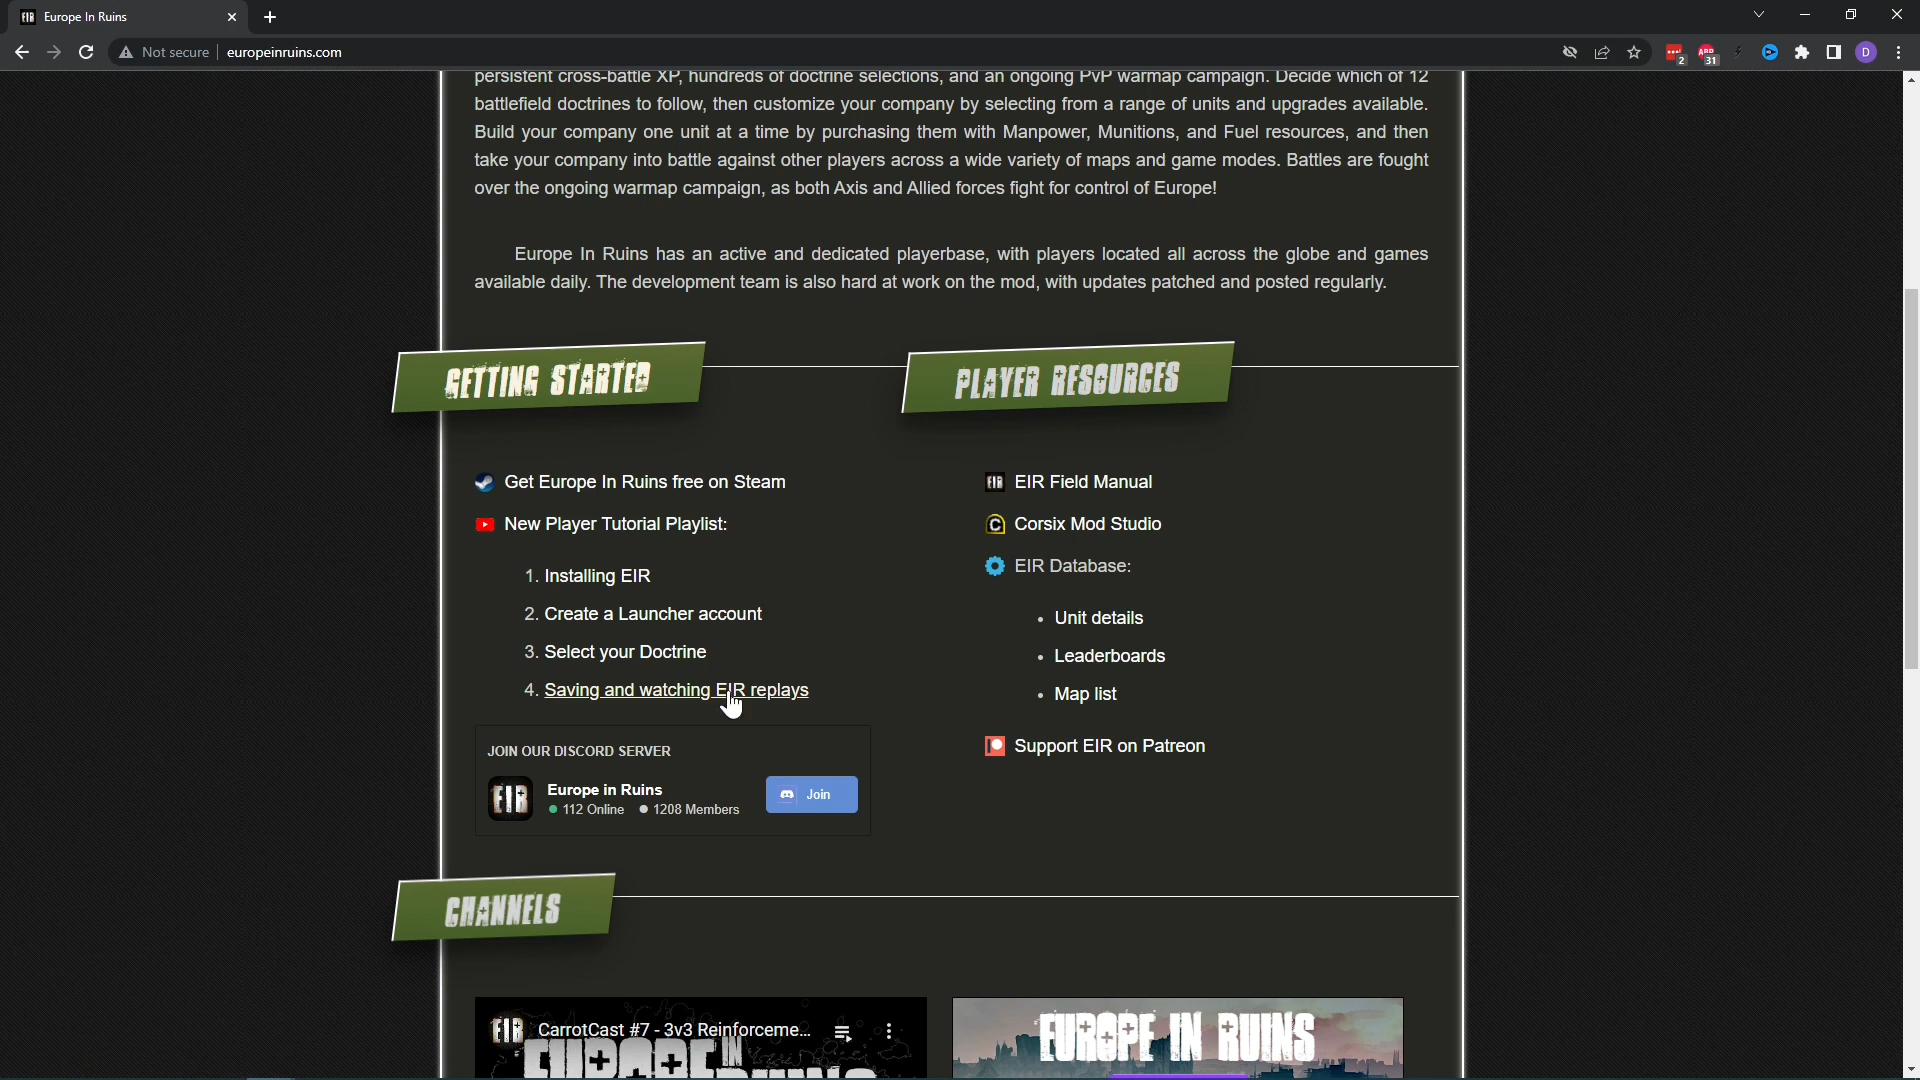 Europe In Ruins
Not secure
europeinruins.com
2
ABP
31
D
persistent cross-battle XP, hundreds of doctrine selections, and an ongoing PvP warmap campaign. Decide which of 12
battlefield doctrines to follow, then customize your company by selecting from a range of units and upgrades available.
Build your company one unit at a time by purchasing them with Manpower, Munitions, and Fuel resources, and then
take your company into battle against other players across a wide variety of maps and game modes. Battles are fought
over the ongoing warmap campaign, as both Axis and Allied forces fight for control of Europe!
Europe In Ruins has an active and dedicated playerbase, with players located all across the globe and games
available daily. The development team is also hard at work on the mod, with updates patched and posted regularly.
GETTING STARTED
PLAYER RESOURCES
Get Europe In Ruins free on Steam
New Player Tutorial Playlist:
1. Installing EIR
2. Create a Launcher account
3. Select your Doctrine
4. Saving and watching EIR replays
EIR EIR Field Manual
Corsix Mod Studio
EIR Database:
• Unit details
• Leaderboards
• Map list
Support EIR on Patreon
JOIN OUR DISCORD SERVER
EIR
Europe in Ruins
112 Online
1208 Members
Join
CHANNELS
EIR
CarrotCast #7 - 3v3 Reinforceme...
EUROPE IN
RUINS
EUROPE IN RUINS